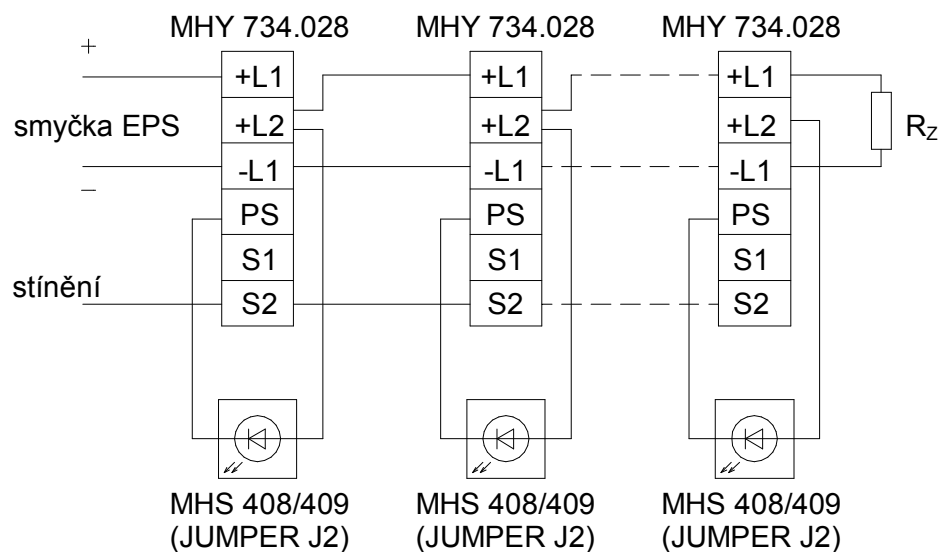 MHY 734.028 MHY 734.028 MHY 734.028
+
+L1 +L1 +L1
smyčka EPS +L2 +L2 +L2 RZ
-L1 -L1 -L1
–
PS PS PS
S1 S1 S1
stínění S2 S2 S2
MHS 408/409 MHS 408/409 MHS 408/409
(JUMPER J2) (JUMPER J2) (JUMPER J2)